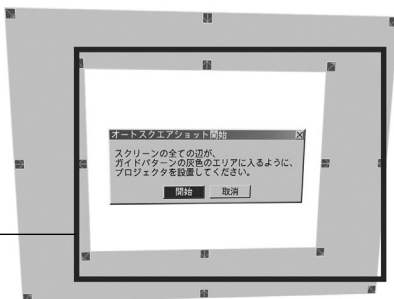 オートスクエアショット開始
スクリーンの全ての辺が、
ガイドパターンの灰色のエリアに入るように、
プロジェクタを設置してください。
開始
取消